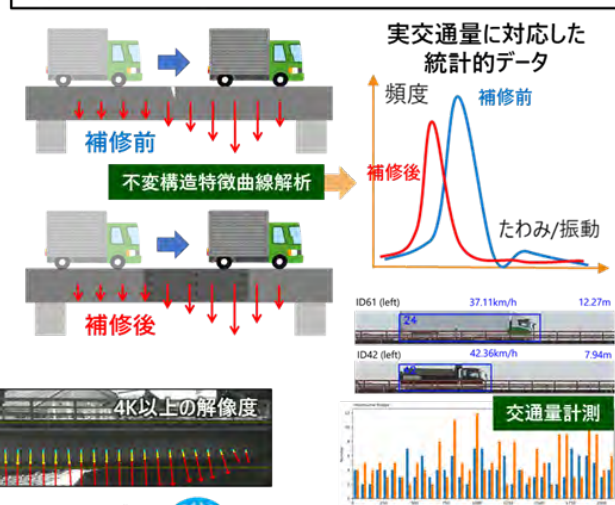 実交通量に対応した
統計的データ
頻度
補修前
補修後
たわみ/振動
補修前
不変構造特徴曲線解析
補修後
ID61 (left) 37.11km/h 12.27m
24
ID42 (left) 42.36km/h 7.94m
4K以上の解像度
交通量計測